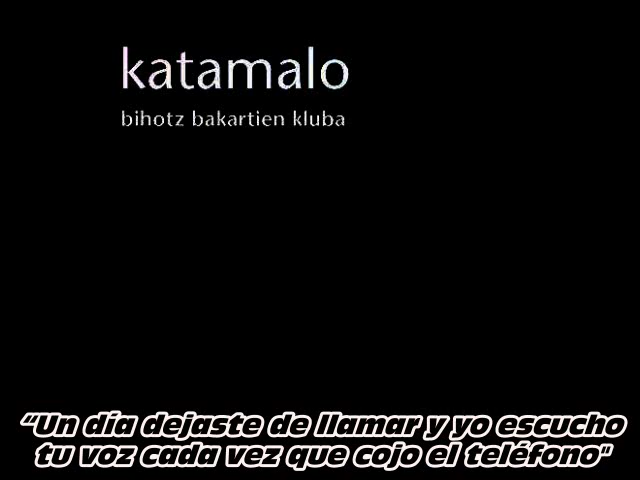 katamalo
bihotz bakartien kluba
“Un día dejaste de llamar y yo escucho
tu voz cada vez que cojo el teléfono"